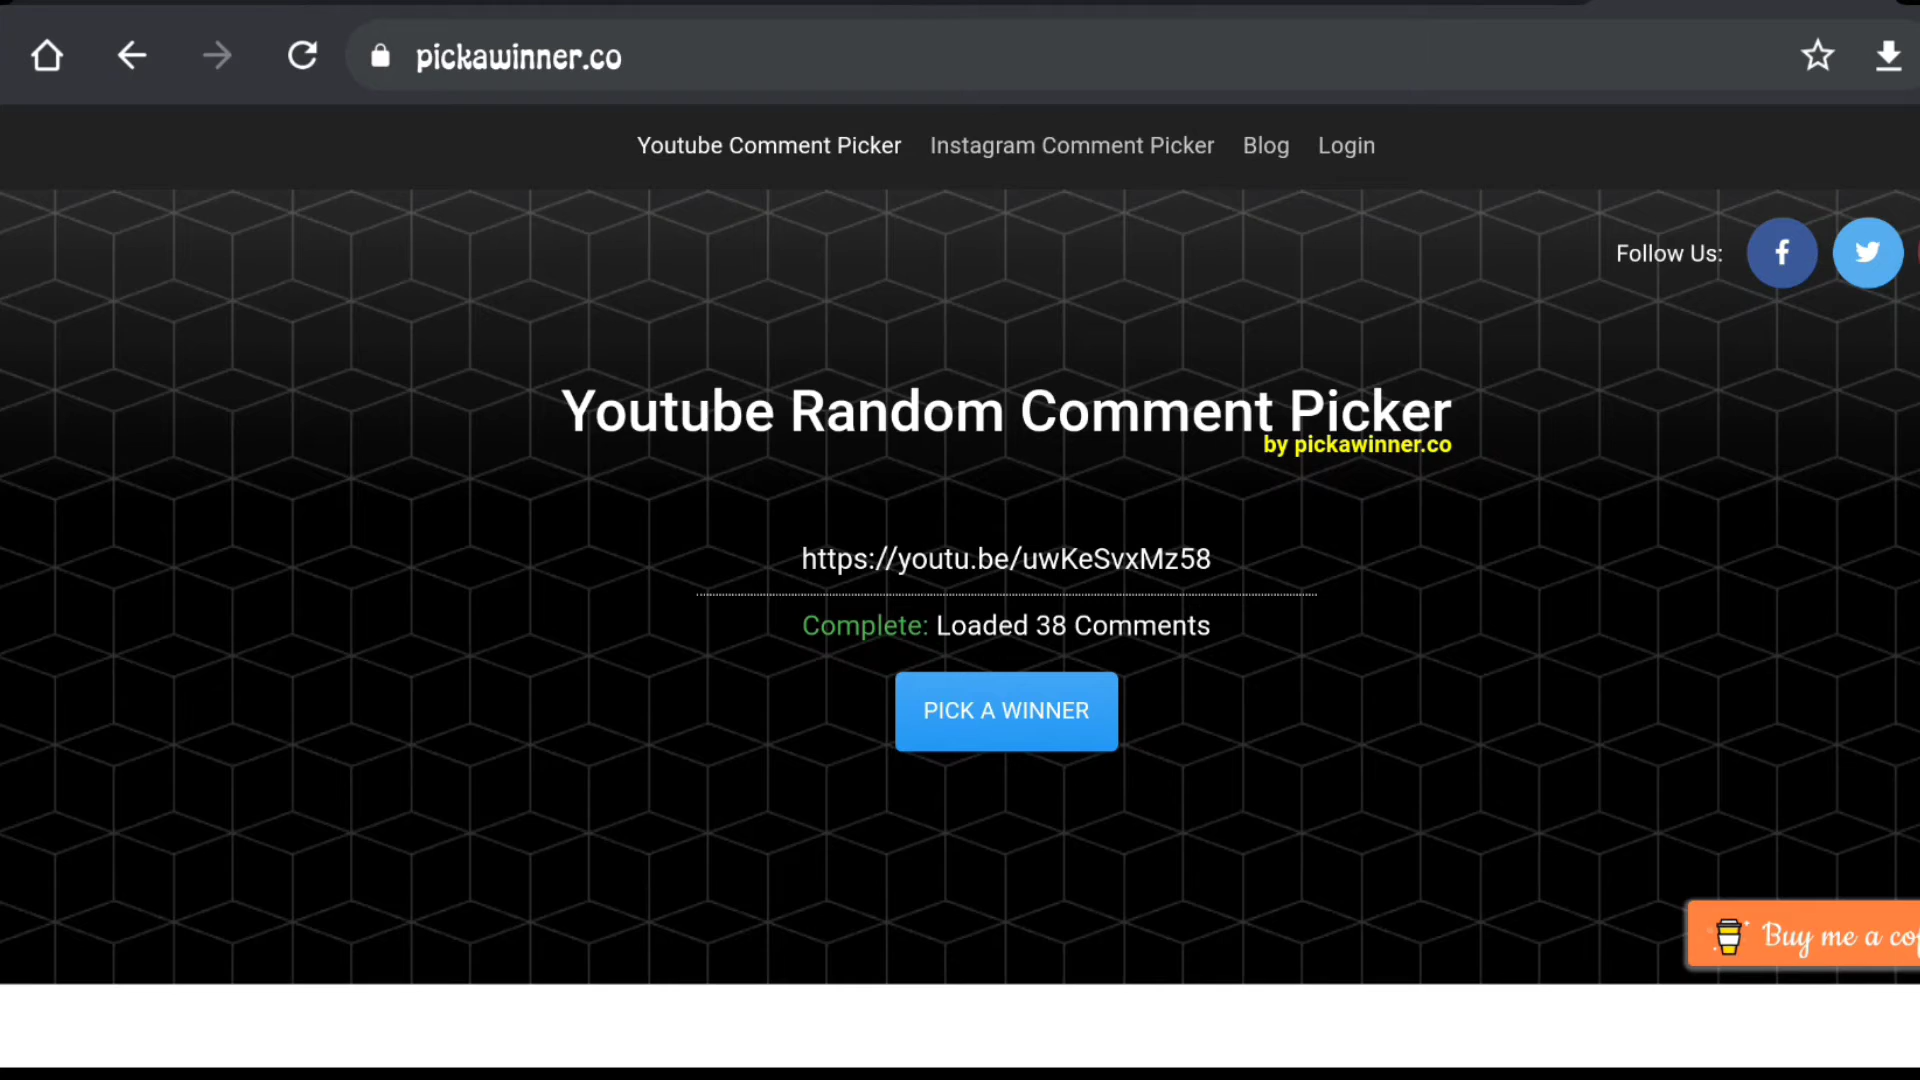 pickawinner.co
Youtube Comment Picker Instagram Comment Picker Blog Login
Follow Us:
Youtube Random Comment Picker
by pickawinner.co
https://youtu.be/uwKeSvxMz58
Complete: Loaded 38 Comments
PICK A WINNER
Buy me a